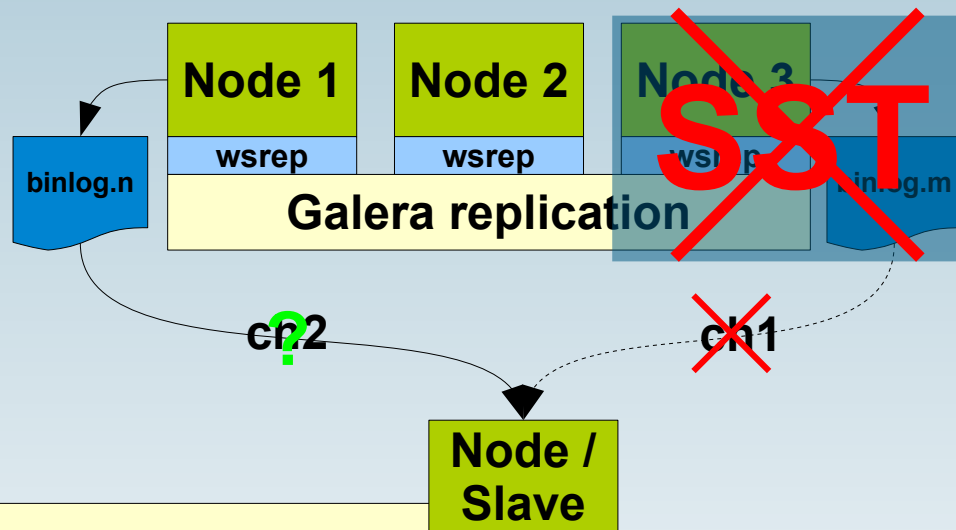 Node 1
Node 2
Node 3
SST
wsrep
wsrep
wsrep
binlog.n
binlog.m
Galera replication
ch2
?
ch1
Node /
Slave